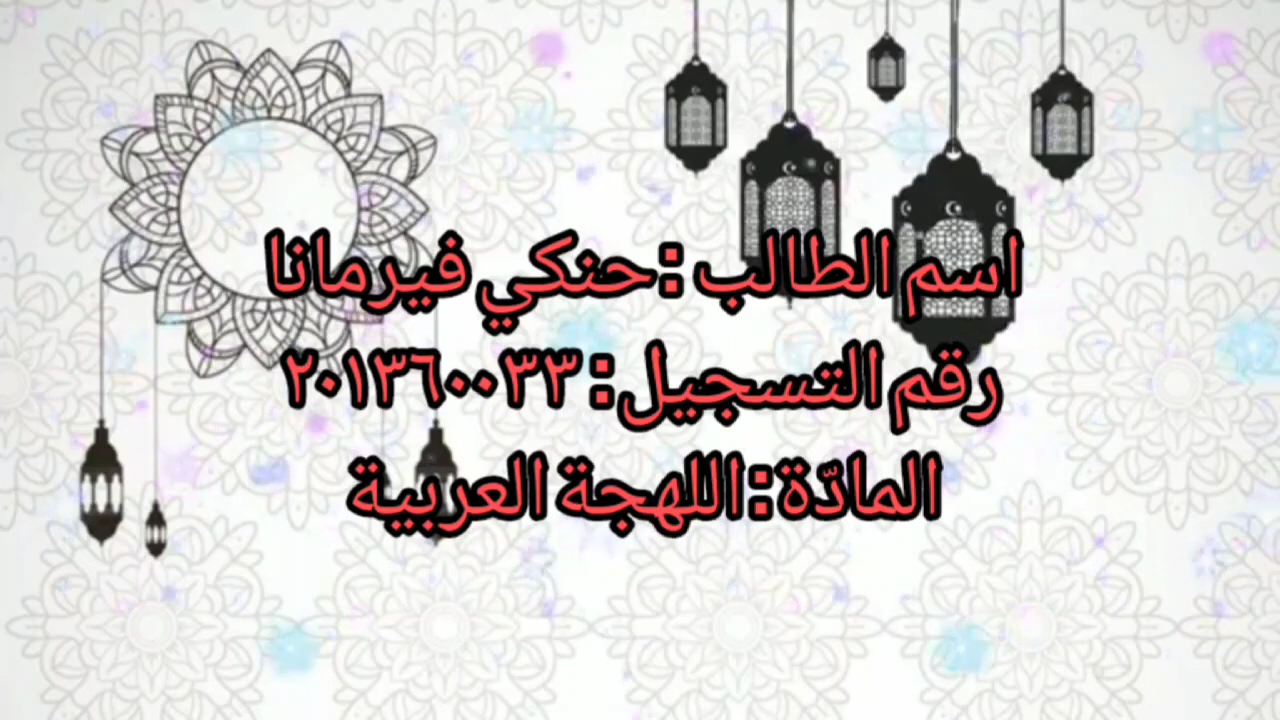 اسم الطالب : حنكي فيرمانا
رقم التسجيل : ٢٠١٣٦٠٠٣٣
المادّة : اللهجة العربية